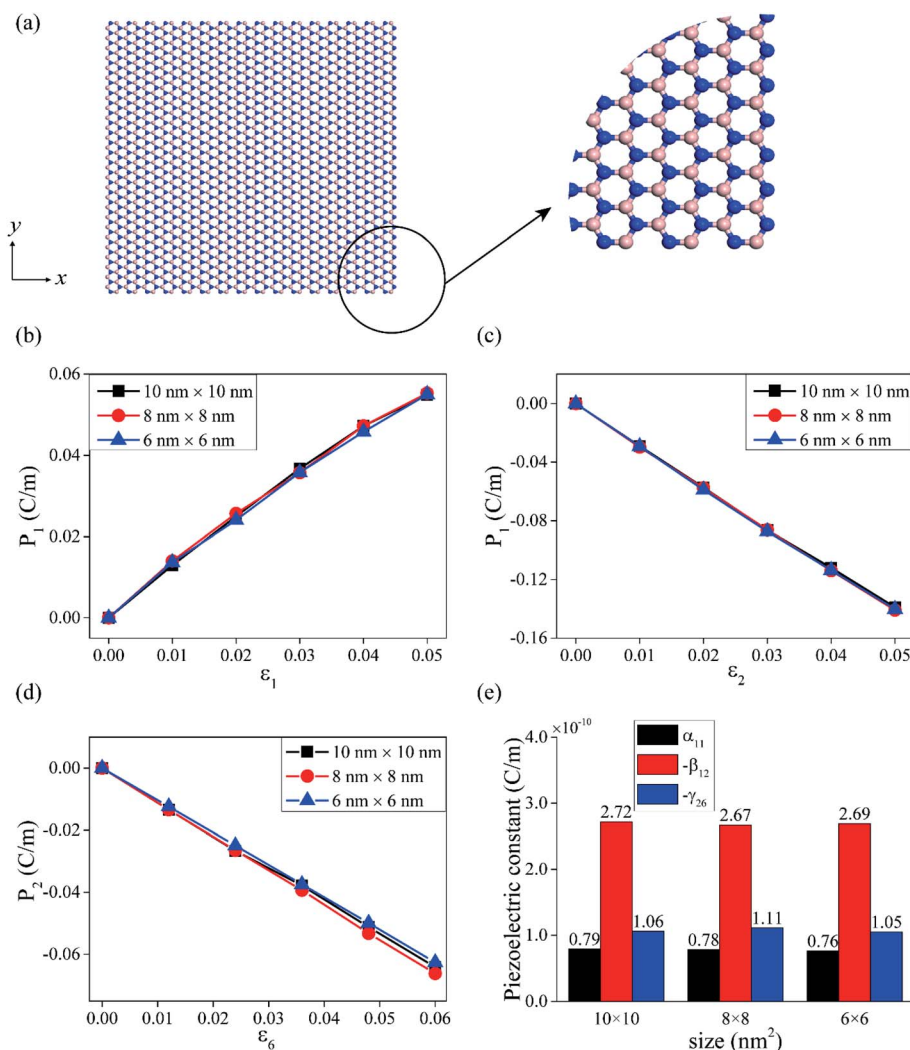 (a)
y
x
(b)
0.06
0.04
0.02
0.00
P₁ (C/m)
10 nm × 10 nm
8 nm × 8 nm
6 nm × 6 nm
0.00 0.01 0.02 0.03 0.04 0.05
ε₁
(c)
0.00
-0.04
-0.08
-0.12
-0.16
P₁ (C/m)
10 nm × 10 nm
8 nm × 8 nm
6 nm × 6 nm
0.00 0.01 0.02 0.03 0.04 0.05
ε₂
(d)
0.00
-0.02
-0.04
-0.06
P₂ (C/m)
10 nm × 10 nm
8 nm × 8 nm
6 nm × 6 nm
0.00 0.01 0.02 0.03 0.04 0.05 0.06
ε₆
(e)
×10⁻¹⁰
4.0
3.0
2.0
1.0
0.0
Piezoelectric constant (C/m)
α₁₁
-β₁₂
-γ₂₆
2.72 2.67 2.69
0.79 1.06 0.78 1.11 0.76 1.05
10×10 8×8 6×6
size (nm²)